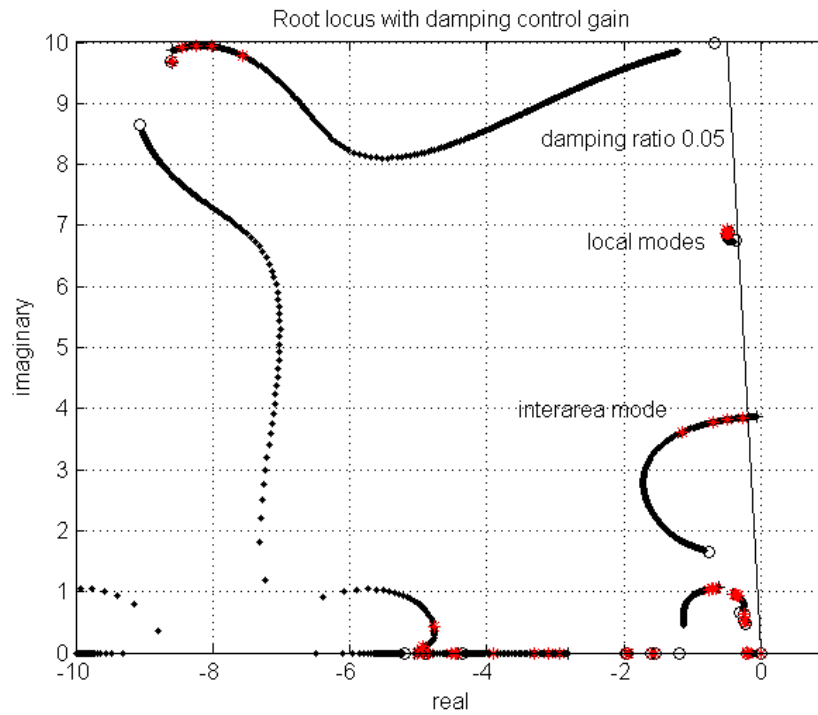 Root locus with damping control gain
10
9
8
7
6
5
4
3
2
1
0
imaginary
damping ratio 0.05
local modes
interarea mode
-10
-8
-6
-4
-2
0
real